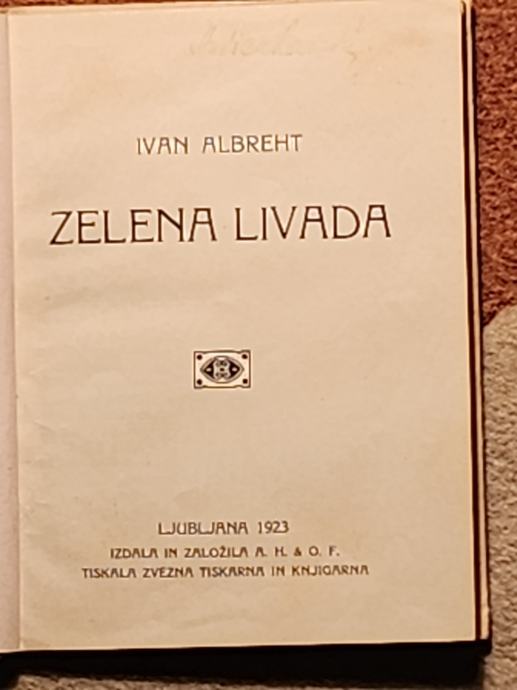 IVAN ALBREHT
ZELENA LIVADA
LJUBLJANA 1923
IZDALA IN ZALOŽILA A. H. & O. F.
TISKALA ZVEZNA TISKARNA IN KNJIGARNA